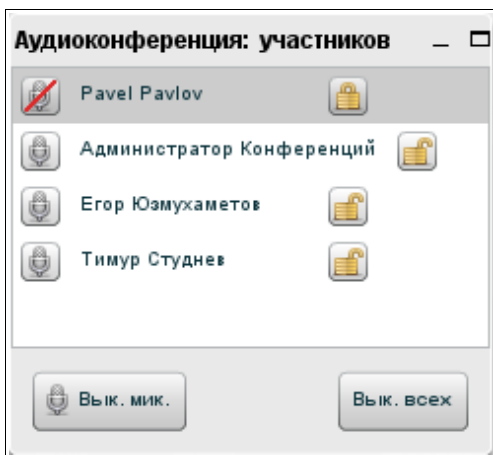 Аудиоконференция: участников
Pavel Pavlov
Администратор Конференций
Егор Юзмухаметов
Тимур Студнев
Вык. мик.
Вык. всех